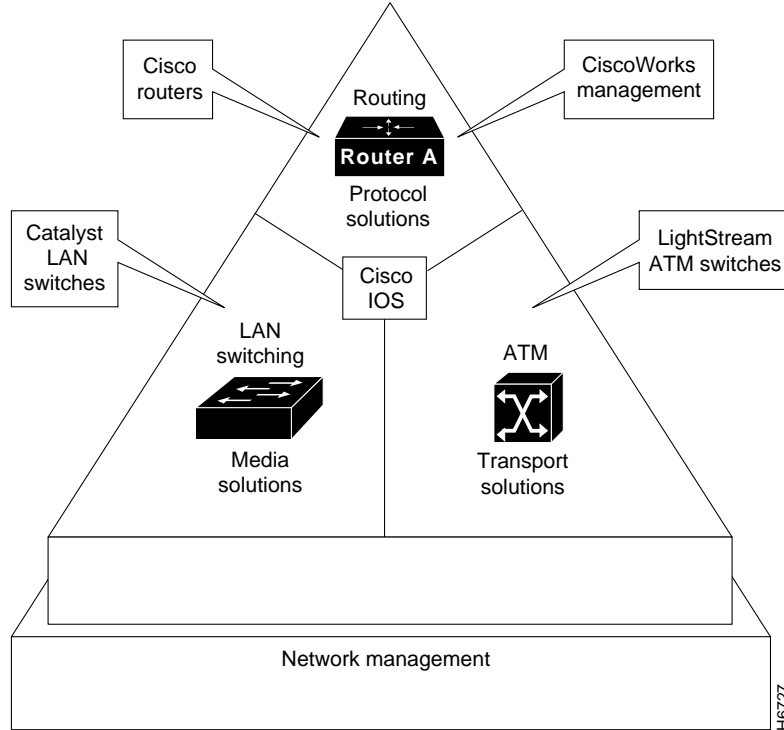 Cisco
routers
CiscoWorks
management
Routing
Router A
Protocol
solutions
Catalyst
LAN
switches
LightStream
ATM switches
Cisco
IOS
LAN
switching
ATM
Media
solutions
Transport
solutions
Network management
H6727